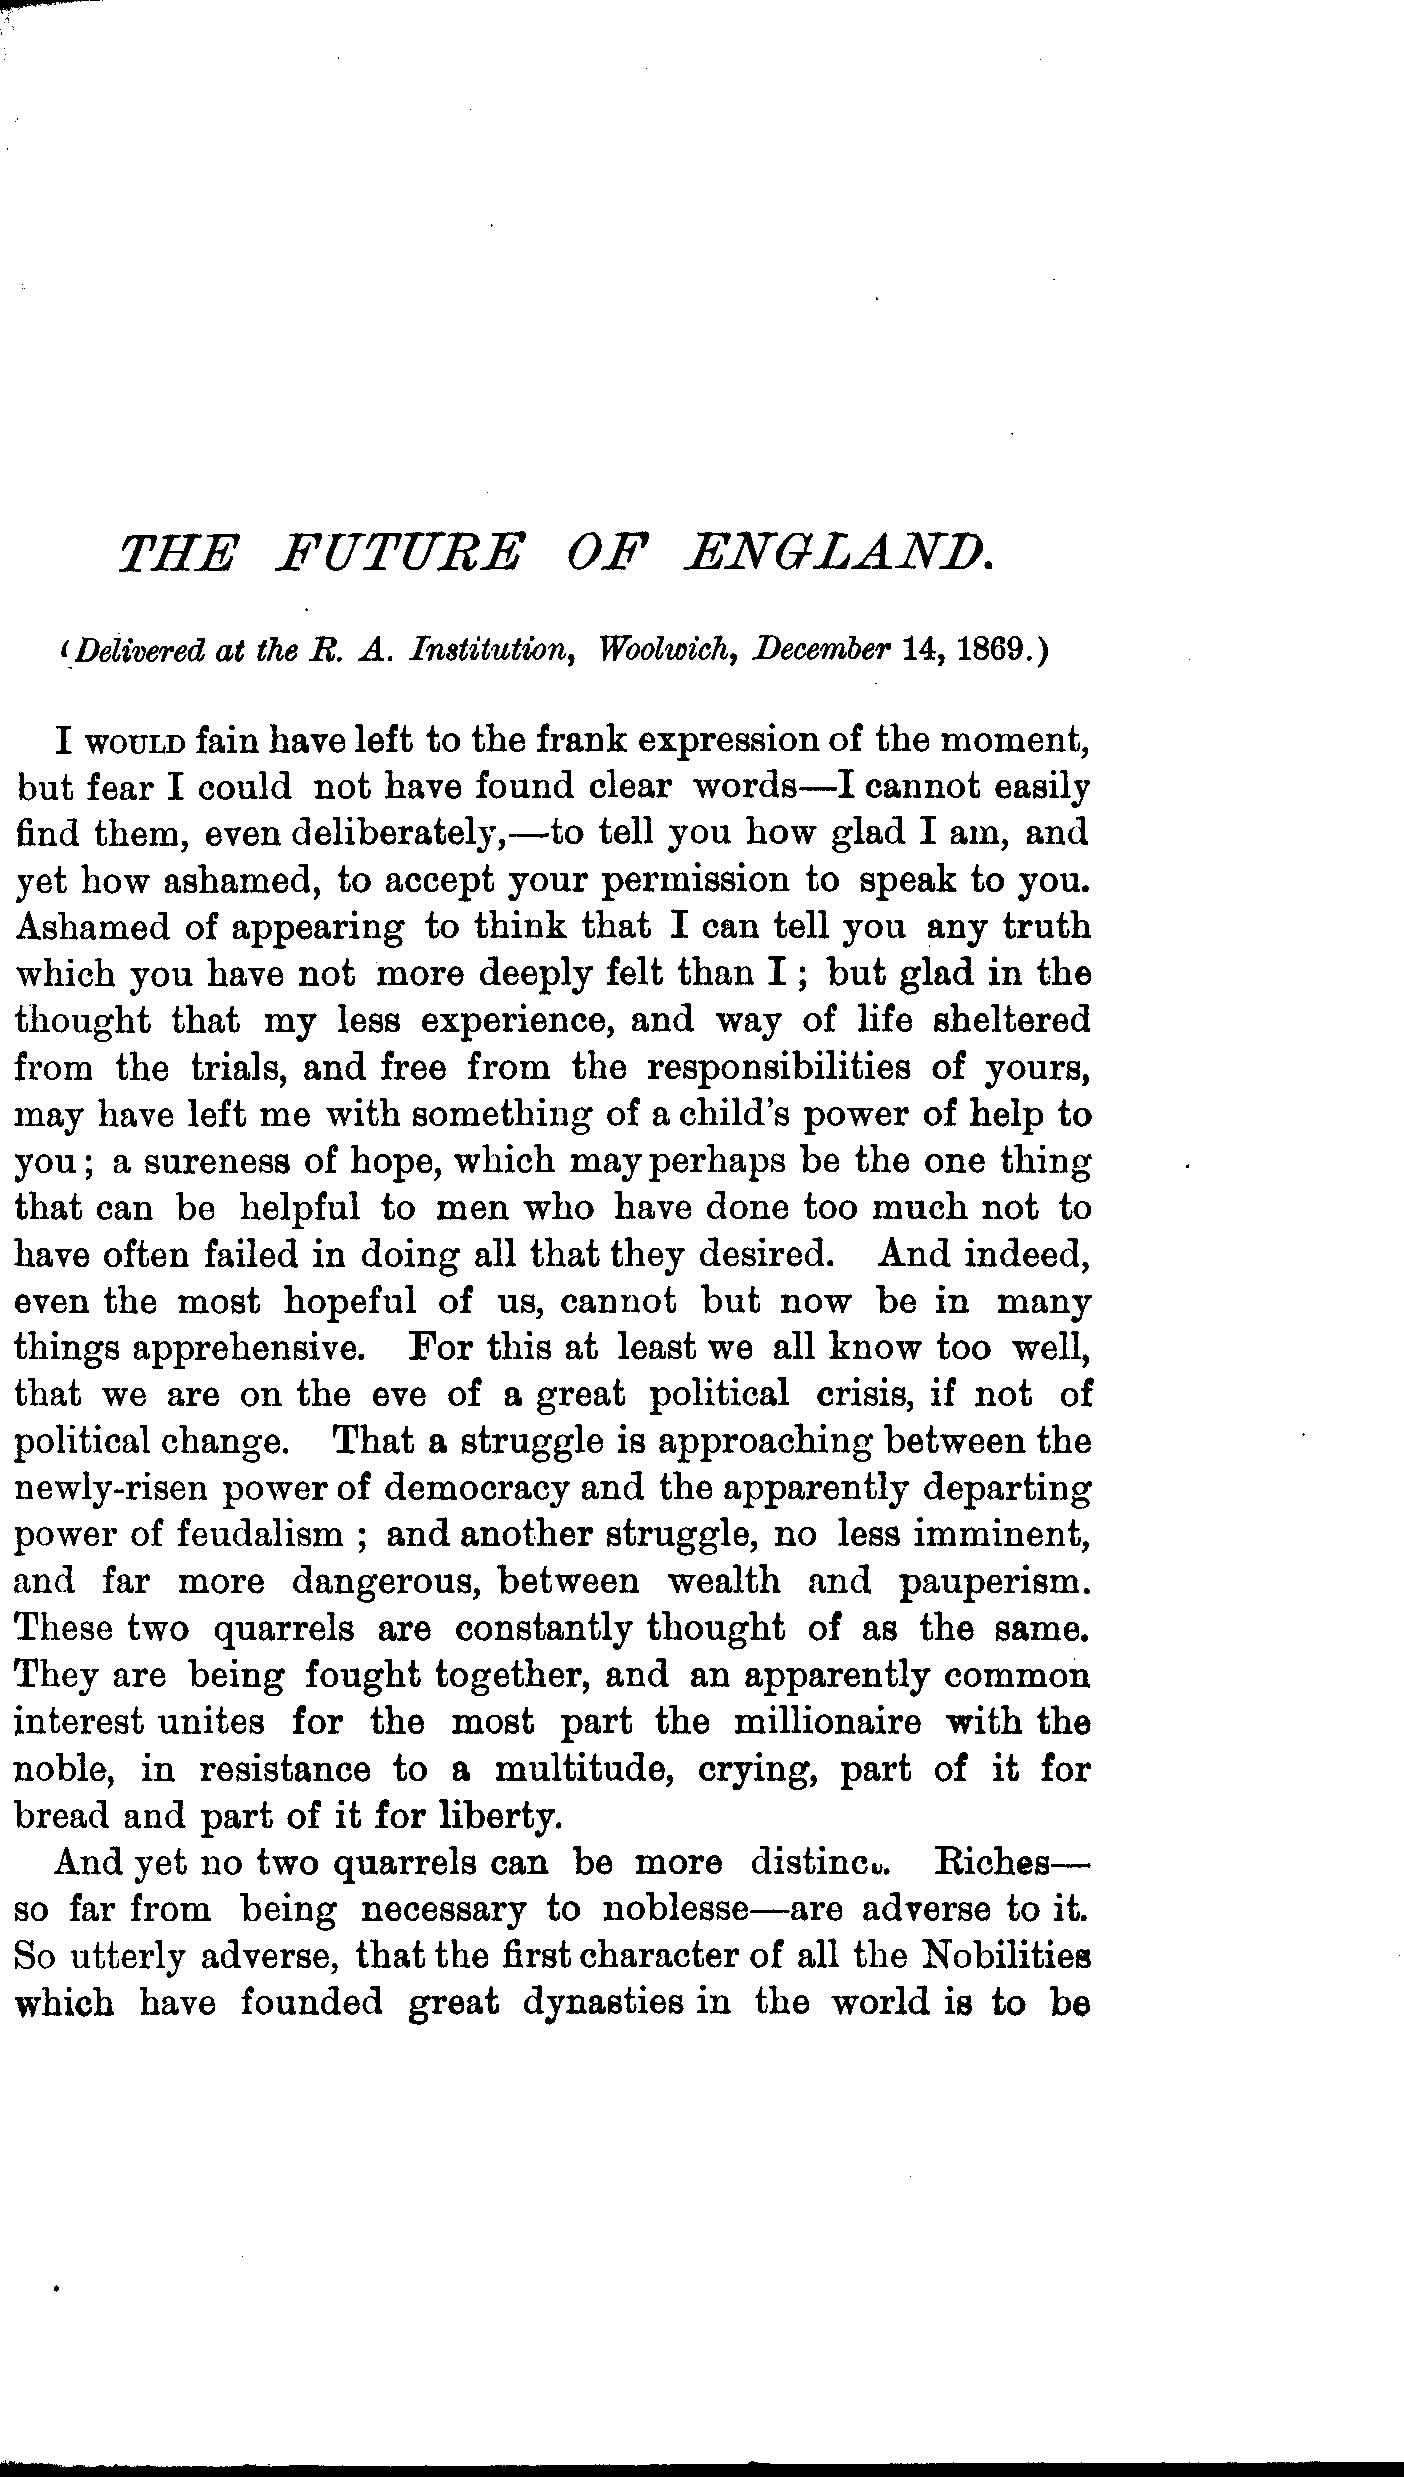 THE FUTURE OF ENGLAND.
(Delivered at the R. A. Institution, Woolwich, December 14, 1869.)
I WOULD fain have left to the frank expression of the moment,
but fear I could not have found clear words—I cannot easily
find them, even deliberately,—to tell you how glad I am, and
yet how ashamed, to accept your permission to speak to you.
Ashamed of appearing to think that I can tell you any truth
which you have not more deeply felt than I ; but glad in the
thought that my less experience, and way of life sheltered
from the trials, and free from the responsibilities of yours,
may have left me with something of a child's power of help to
you ; a sureness of hope, which may perhaps be the one thing
that can be helpful to men who have done too much not to
have often failed in doing all that they desired. And indeed,
even the most hopeful of us, cannot but now be in many
things apprehensive. For this at least we all know too well,
that we are on the eve of a great political crisis, if not of
political change. That a struggle is approaching between the
newly-risen power of democracy and the apparently departing
power of feudalism ; and another struggle, no less imminent,
and far more dangerous, between wealth and pauperism.
These two quarrels are constantly thought of as the same.
They are being fought together, and an apparently common
interest unites for the most part the millionaire with the
noble, in resistance to a multitude, crying, part of it for
bread and part of it for liberty.
And yet no two quarrels can be more distinct. Riches—
so far from being necessary to noblesse—are adverse to it.
So utterly adverse, that the first character of all the Nobilities
which have founded great dynasties in the world is to be